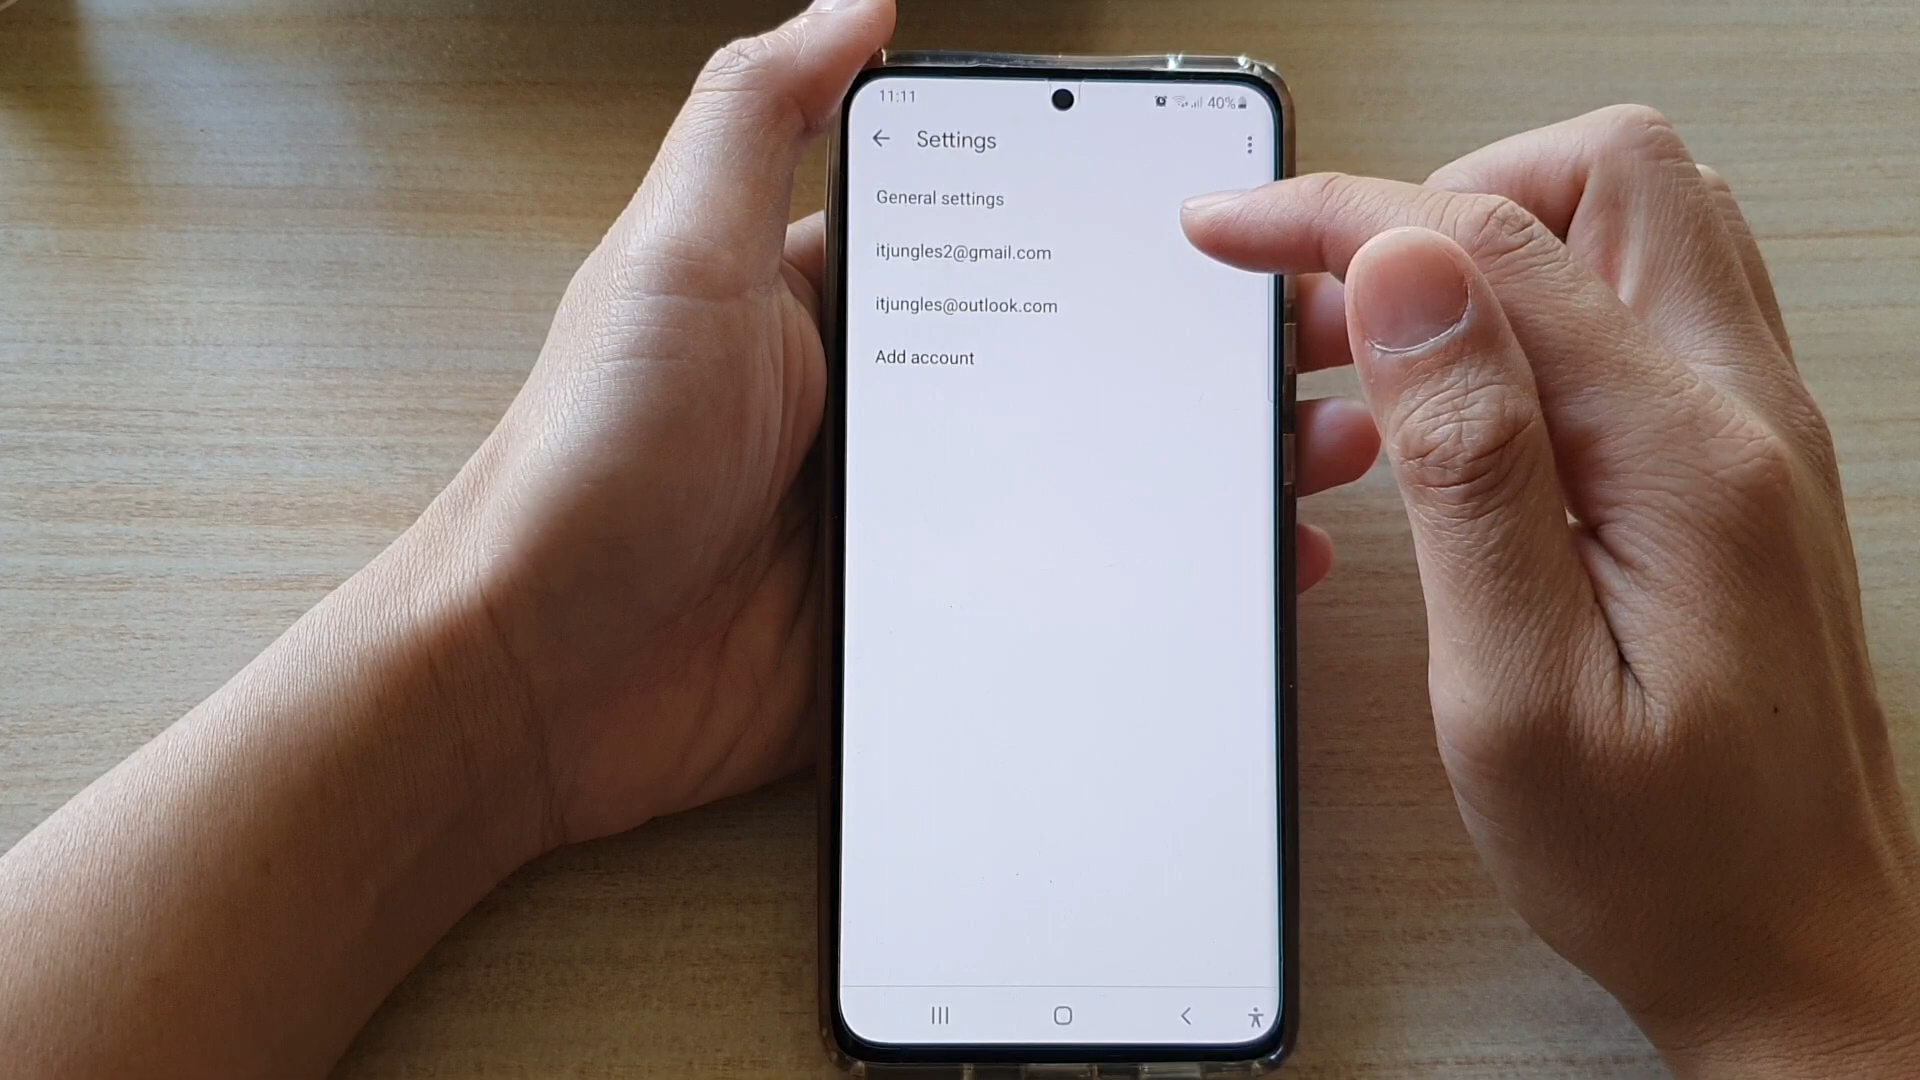 11:11
40%
Settings
General settings
itjungles2@gmail.com
itjungles@outlook.com
Add account